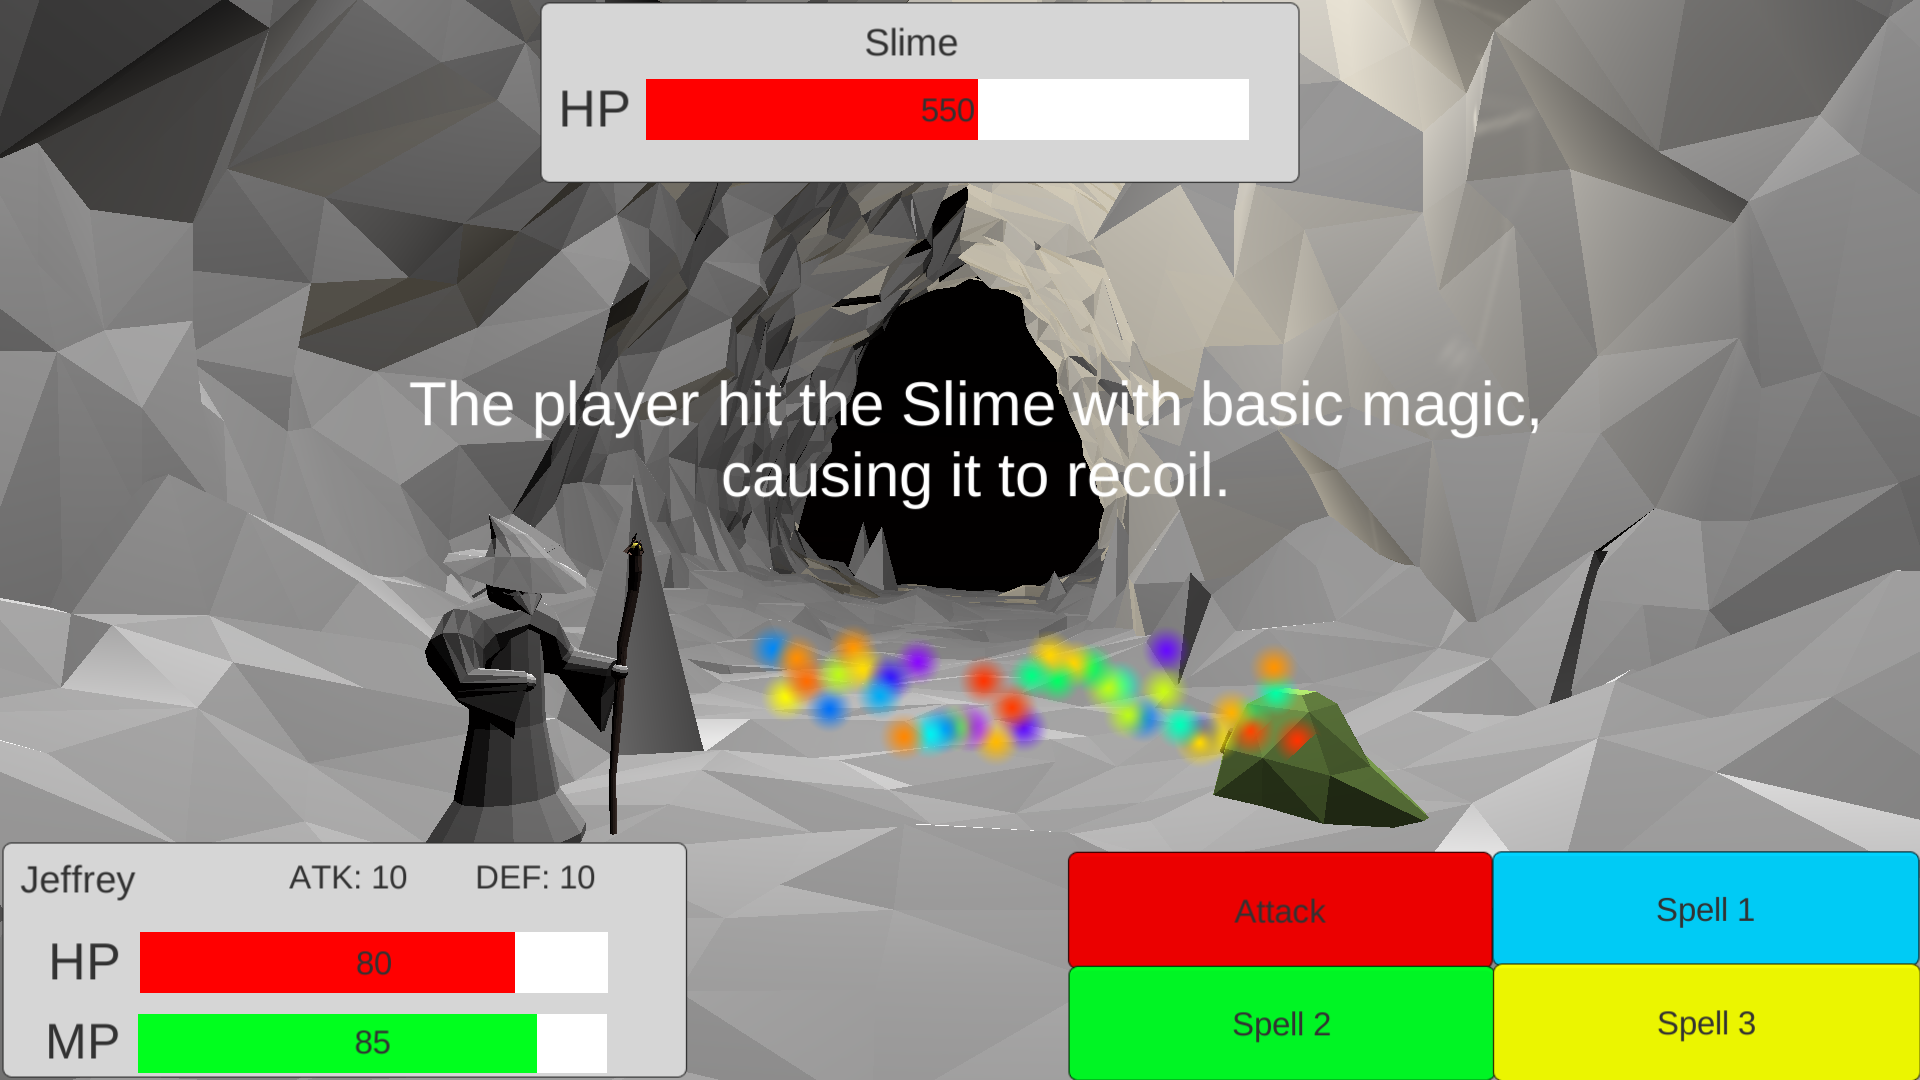 Slime
HP 550
The player hit the Slime with basic magic,
causing it to recoil.
Jeffrey ATK: 10 DEF: 10
HP 80
MP 85
Attack Spell 1
Spell 2 Spell 3